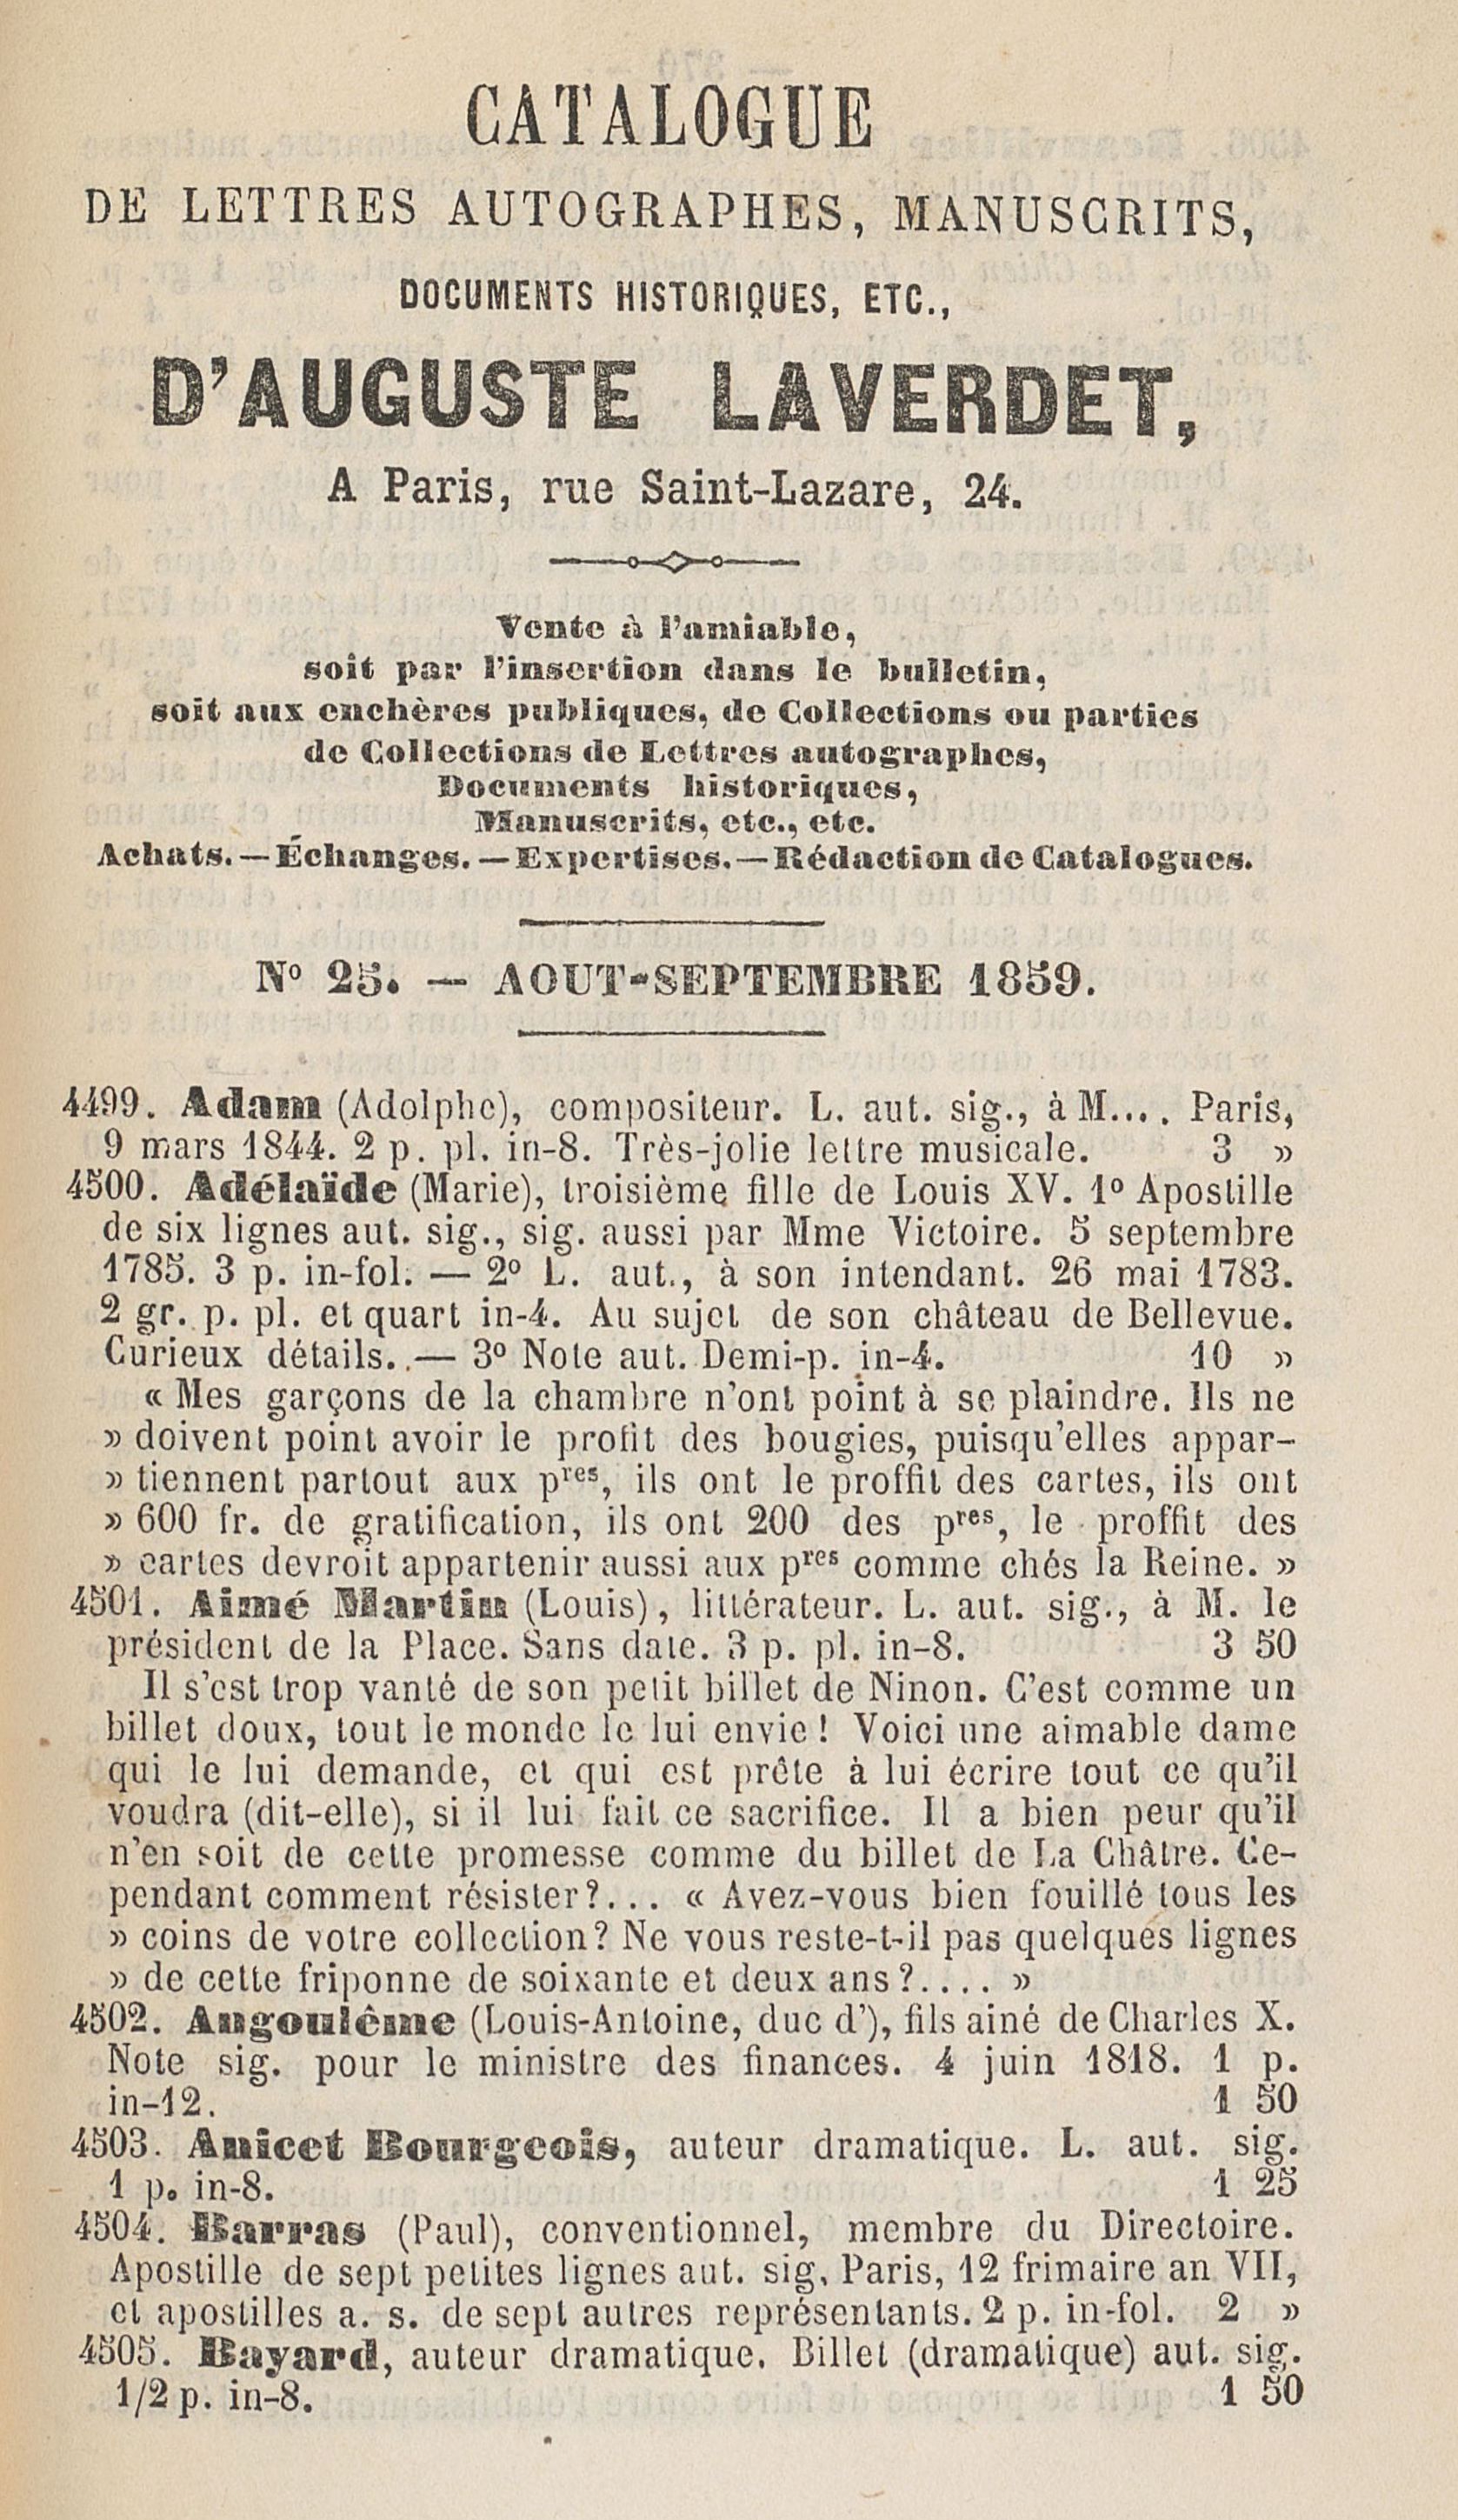 CATALOGUE
DE LETTRES AUTOGRAPHES, MANUSCRITS,
DOCUMENTS HISTORIQUES, ETC.,
D'AUGUSTE LAVERDET,
A Paris, rue Saint-Lazare, 24.
Vente à l'amiable,
soit par l'insertion dans le bulletin,
soit aux enchères publiques, de Collections ou parties
de Collections de Lettres autographes,
Documents historiques,
Manuscrits, etc., etc.
Achats. — Échanges. — Expertises. — Rédaction de Catalogues.
Nº 25. — AOUT-SEPTEMBRE 1859.
4499. Adam (Adolphe), compositeur. L. aut. sig., à M.... Paris,
9 mars 1844. 2 p. pl. in-8. Très-jolie lettre musicale. 3 »
4500. Adélaïde (Marie), troisième fille de Louis XV. 1º Apostille
de six lignes aut. sig., sig. aussi par Mme Victoire. 5 septembre
1785. 3 p. in-fol. — 2º L. aut., à son intendant. 26 mai 1783.
2 gr. p. pl. et quart in-4. Au sujet de son château de Bellevue.
Curieux détails. — 3º Note aut. Demi-p. in-4. 10 »
« Mes garçons de la chambre n'ont point à se plaindre. Ils ne
» doivent point avoir le profit des bougies, puisqu'elles appar-
» tiennent partout aux pres, ils ont le proffit des cartes, ils ont
» 600 fr. de gratification, ils ont 200 des pres, le proffit des
» cartes devroit appartenir aussi aux pres comme chés la Reine. »
4501. Aimé Martin (Louis), littérateur. L. aut. sig., à M. le
président de la Place. Sans date. 3 p. pl. in-8. 3 50
Il s'est trop vanté de son petit billet de Ninon. C'est comme un
billet doux, tout le monde le lui envie ! Voici une aimable dame
qui le lui demande, et qui est prête à lui écrire tout ce qu'il
voudra (dit-elle), si il lui fait ce sacrifice. Il a bien peur qu'il
n'en soit de cette promesse comme du billet de La Châtre. Ce-
pendant comment résister?... « Avez-vous bien fouillé tous les
» coins de votre collection? Ne vous reste-t-il pas quelques lignes
» de cette friponne de soixante et deux ans?.... »
4502. Angoulême (Louis-Antoine, duc d'), fils ainé de Charles X.
Note sig. pour le ministre des finances. 4 juin 1818. 1 p.
in-12. 1 50
4503. Anicet Bourgeois, auteur dramatique. L. aut. sig.
1 p. in-8. 1 25
4504. Barras (Paul), conventionnel, membre du Directoire.
Apostille de sept petites lignes aut. sig. Paris, 12 frimaire an VII,
et apostilles a. s. de sept autres représentants. 2 p. in-fol. 2 »
4505. Bayard, auteur dramatique. Billet (dramatique) aut. sig.
1/2 p. in-8. 1 50